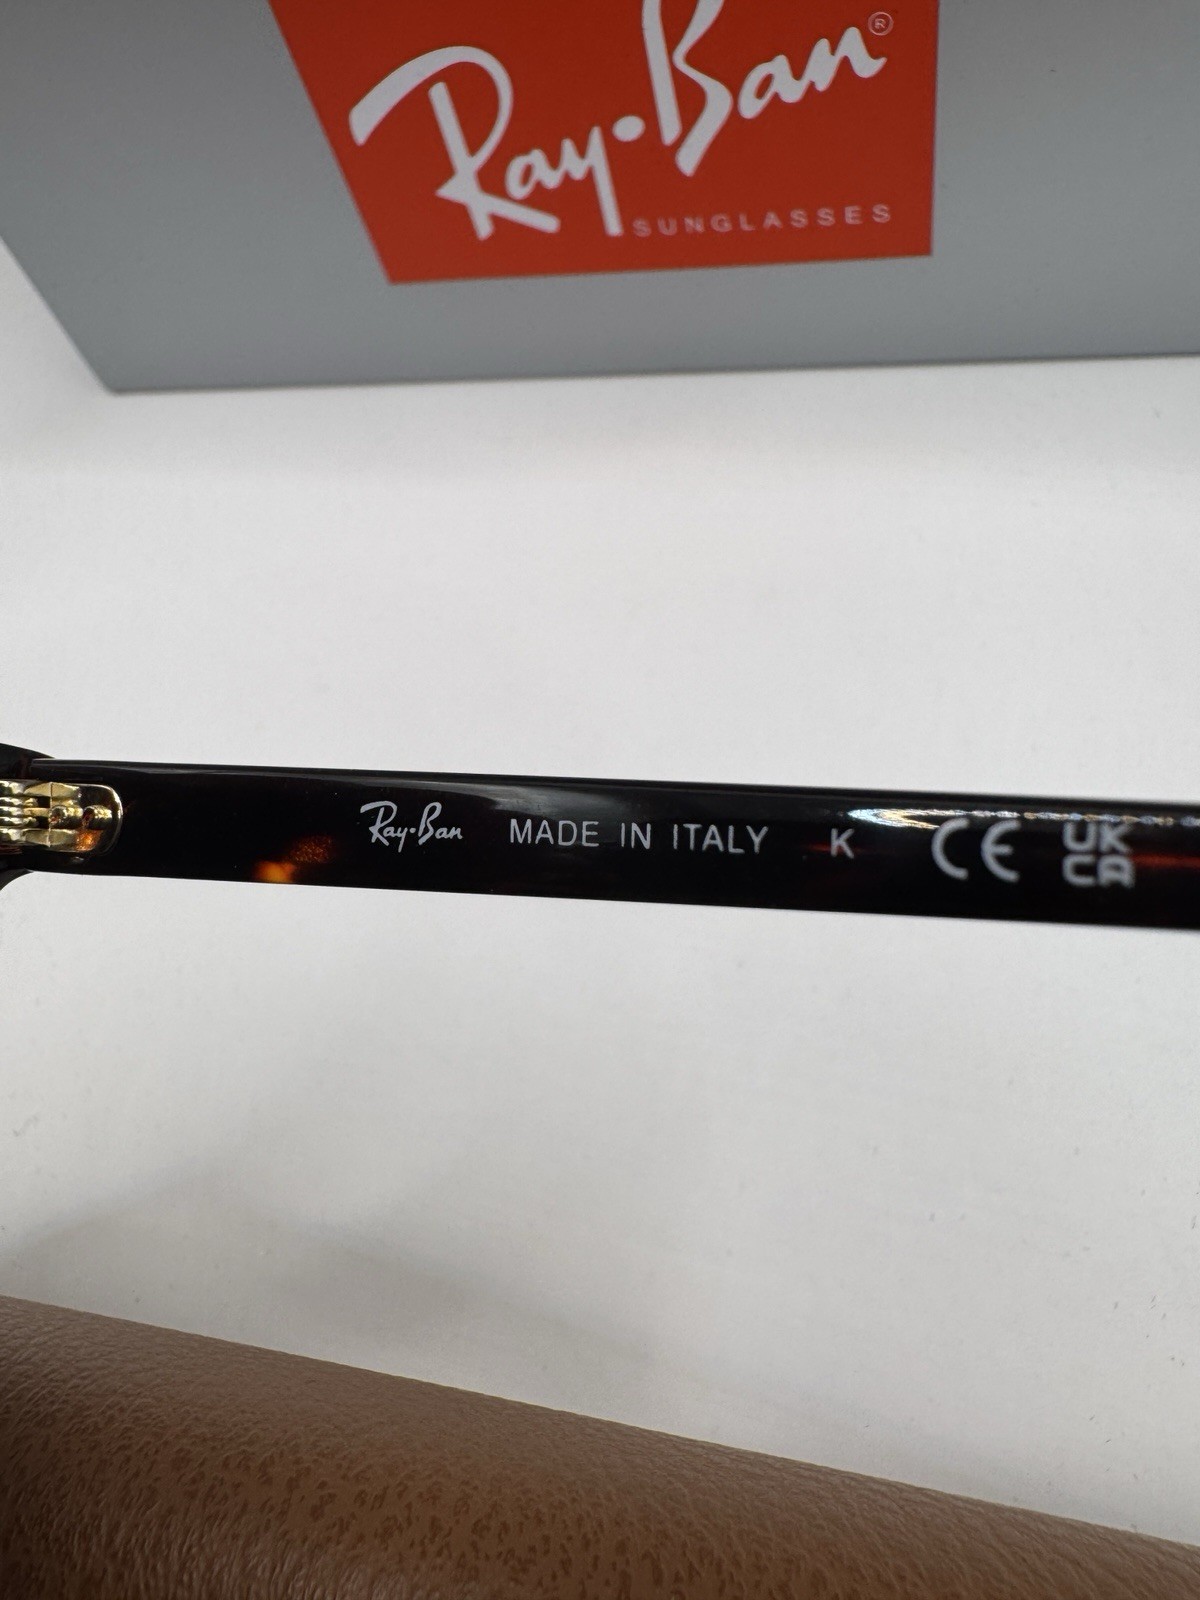 Ray·Ban®
SUNGLASSES
Ray·Ban MADE IN ITALY K CE UK
CA